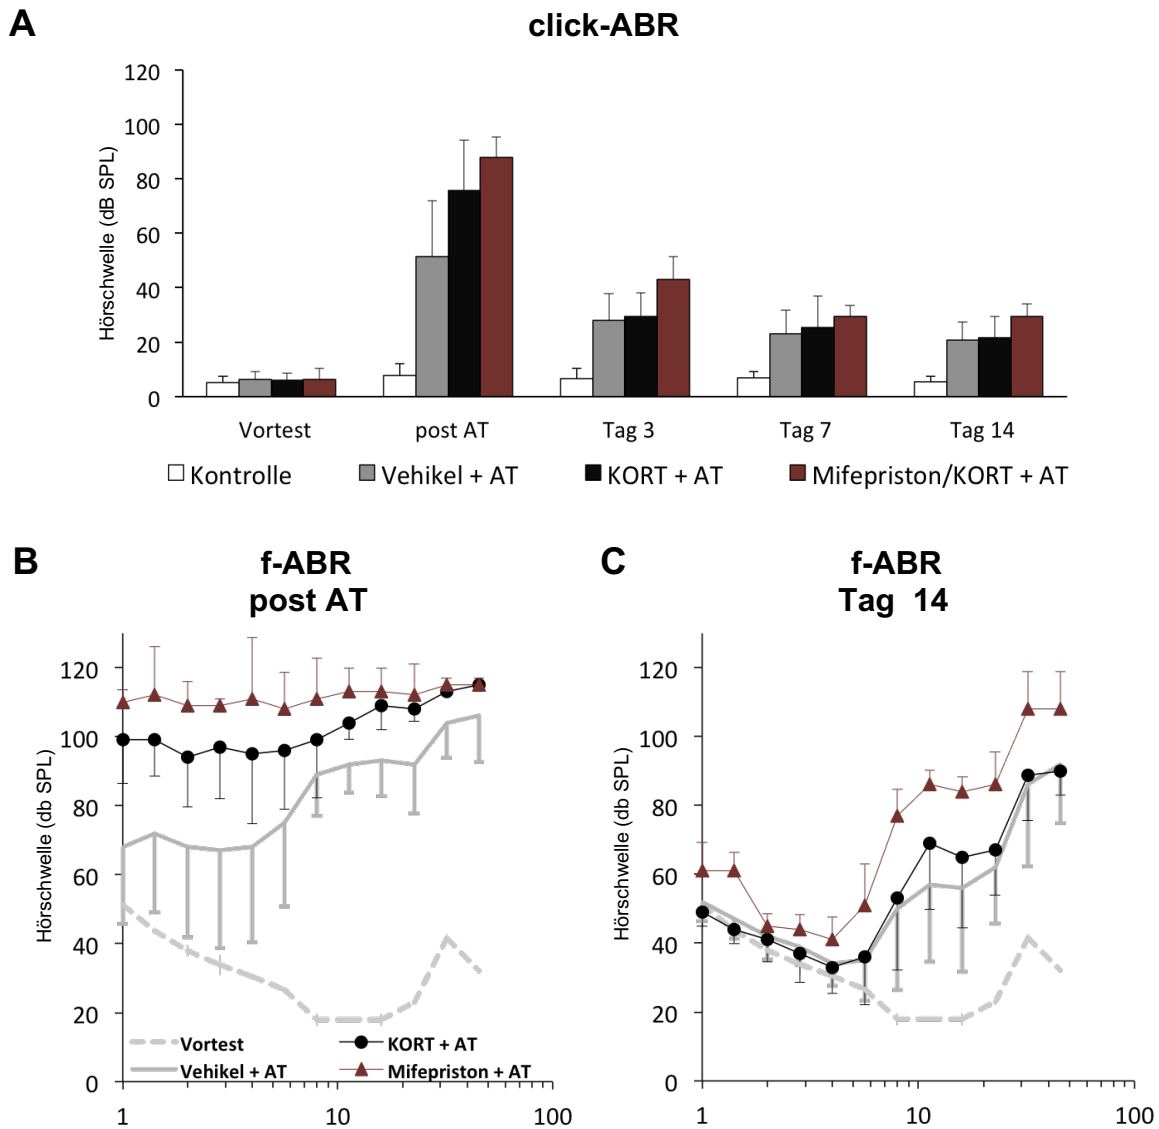 A
click-ABR
Hörschwelle (dB SPL)
120
100
80
60
40
20
0
Vortest post AT Tag 3 Tag 7 Tag 14
Kontrolle Vehikel + AT KORT + AT Mifepriston/KORT + AT
B
f-ABR
post AT
Hörschwelle (db SPL)
120
100
80
60
40
20
0
Vortest KORT + AT
Vehikel + AT Mifepriston + AT
1 10 100
C
f-ABR
Tag 14
Hörschwelle (db SPL)
120
100
80
60
40
20
0
1 10 100